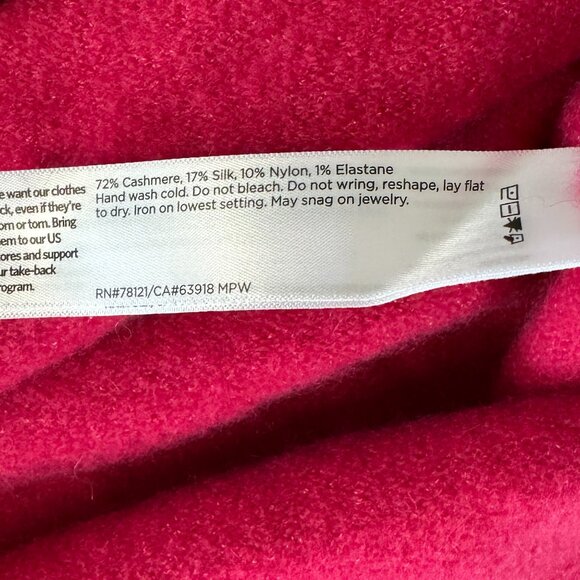 e want our clothes
ck, even if they're
orn or torn. Bring
em to our US
ores and support
ur take-back
rogram.
72% Cashmere, 17% Silk, 10% Nylon, 1% Elastane
Hand wash cold. Do not bleach. Do not wring, reshape, lay flat
to dry. Iron on lowest setting. May snag on jewelry.
RN#78121/CA#63918 MPW